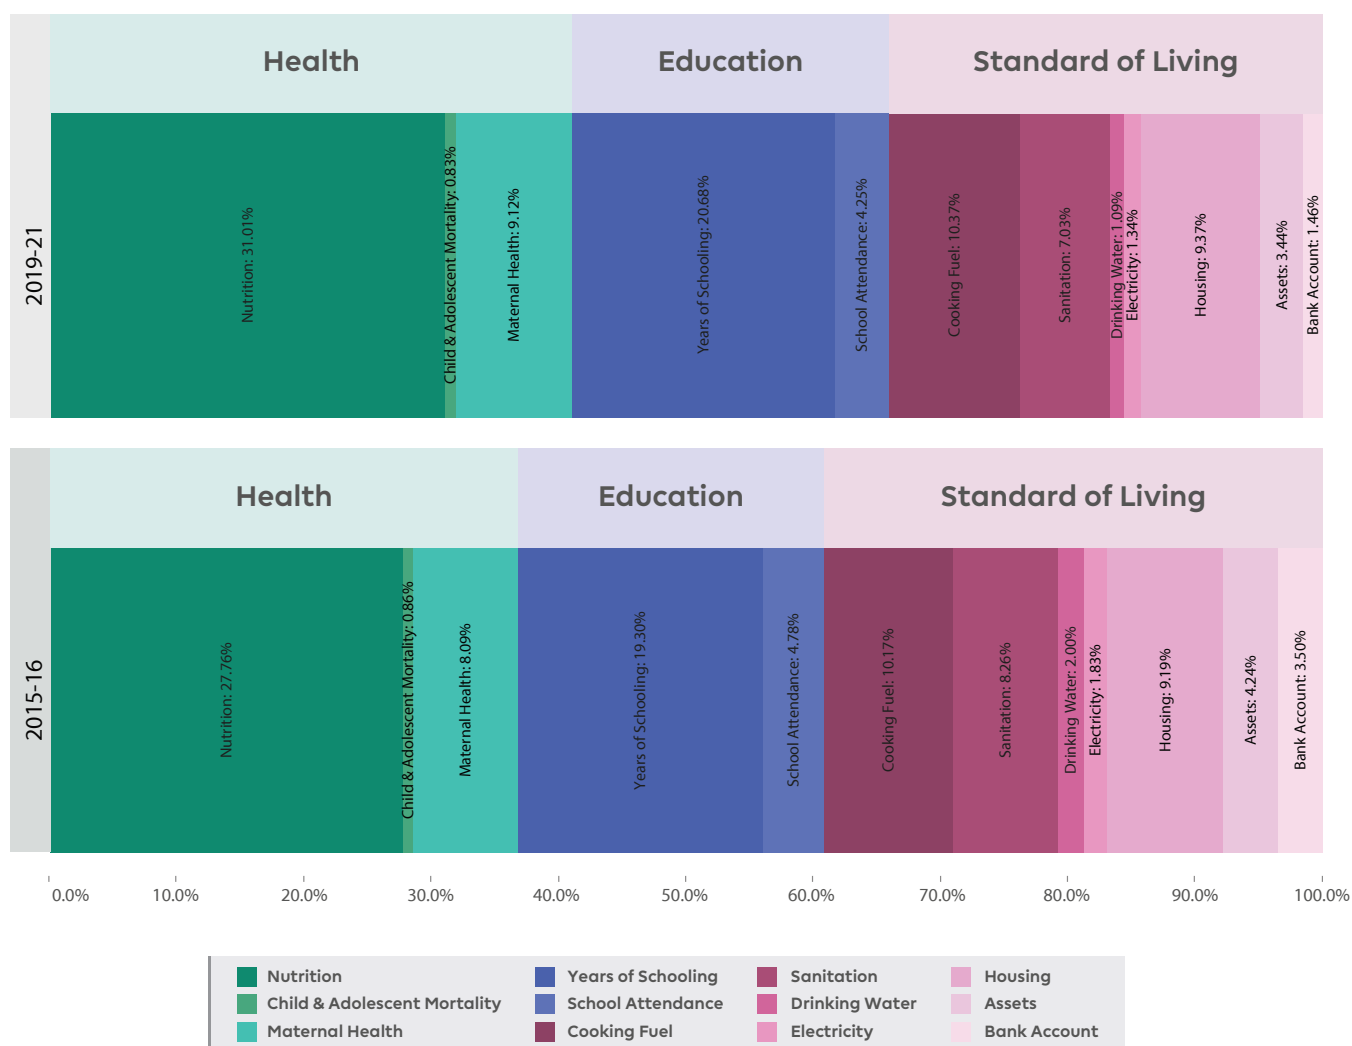 Health
Education
Standard of Living
2019-21
Nutrition: 31.01%
Child & Adolescent Mortality: 0.83%
Maternal Health: 9.12%
Years of Schooling: 20.68%
School Attendance: 4.25%
Cooking Fuel: 10.37%
Sanitation: 7.03%
Drinking Water: 1.09%
Electricity: 1.34%
Housing: 9.37%
Assets: 3.44%
Bank Account: 1.46%
Health
Education
Standard of Living
2015-16
Nutrition: 27.76%
Child & Adolescent Mortality: 0.86%
Maternal Health: 8.09%
Years of Schooling: 19.30%
School Attendance: 4.78%
Cooking Fuel: 10.17%
Sanitation: 8.26%
Drinking Water: 2.00%
Electricity: 1.83%
Housing: 9.19%
Assets: 4.24%
Bank Account: 3.50%
0.0% 10.0% 20.0% 30.0% 40.0% 50.0% 60.0% 70.0% 80.0% 90.0% 100.0%
Nutrition
Child & Adolescent Mortality
Maternal Health
Years of Schooling
School Attendance
Cooking Fuel
Sanitation
Drinking Water
Electricity
Housing
Assets
Bank Account